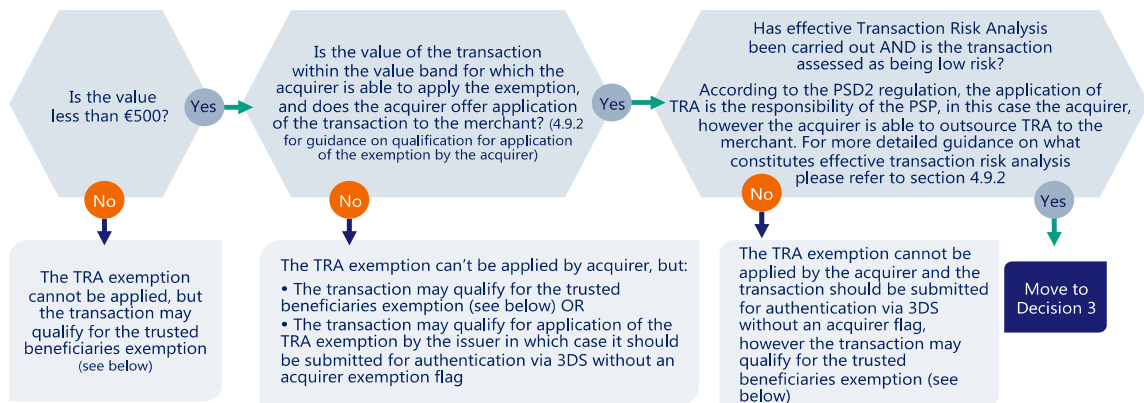 Is the value
less than €500?
Yes
Is the value of the transaction
within the value band for which the
acquirer is able to apply the exemption,
and does the acquirer offer application
of the transaction to the merchant? (4.9.2
for guidance on qualification for application
of the exemption by the acquirer)
Yes
Has effective Transaction Risk Analysis
been carried out AND is the transaction
assessed as being low risk?
According to the PSD2 regulation, the application of
TRA is the responsibility of the PSP, in this case the acquirer,
however the acquirer is able to outsource TRA to the
merchant. For more detailed guidance on what
constitutes effective transaction risk analysis
please refer to section 4.9.2
No
No
No
Yes
The TRA exemption
cannot be applied, but
the transaction may
qualify for the trusted
beneficiaries exemption
(see below)
The TRA exemption can't be applied by acquirer, but:
• The transaction may qualify for the trusted
beneficiaries exemption (see below) OR
• The transaction may qualify for application of the
TRA exemption by the issuer in which case it should
be submitted for authentication via 3DS without an
acquirer exemption flag
The TRA exemption cannot be
applied by the acquirer and the
transaction should be submitted
for authentication via 3DS
without an acquirer flag,
however the transaction may
qualify for the trusted
beneficiaries exemption (see
below)
Move to
Decision 3